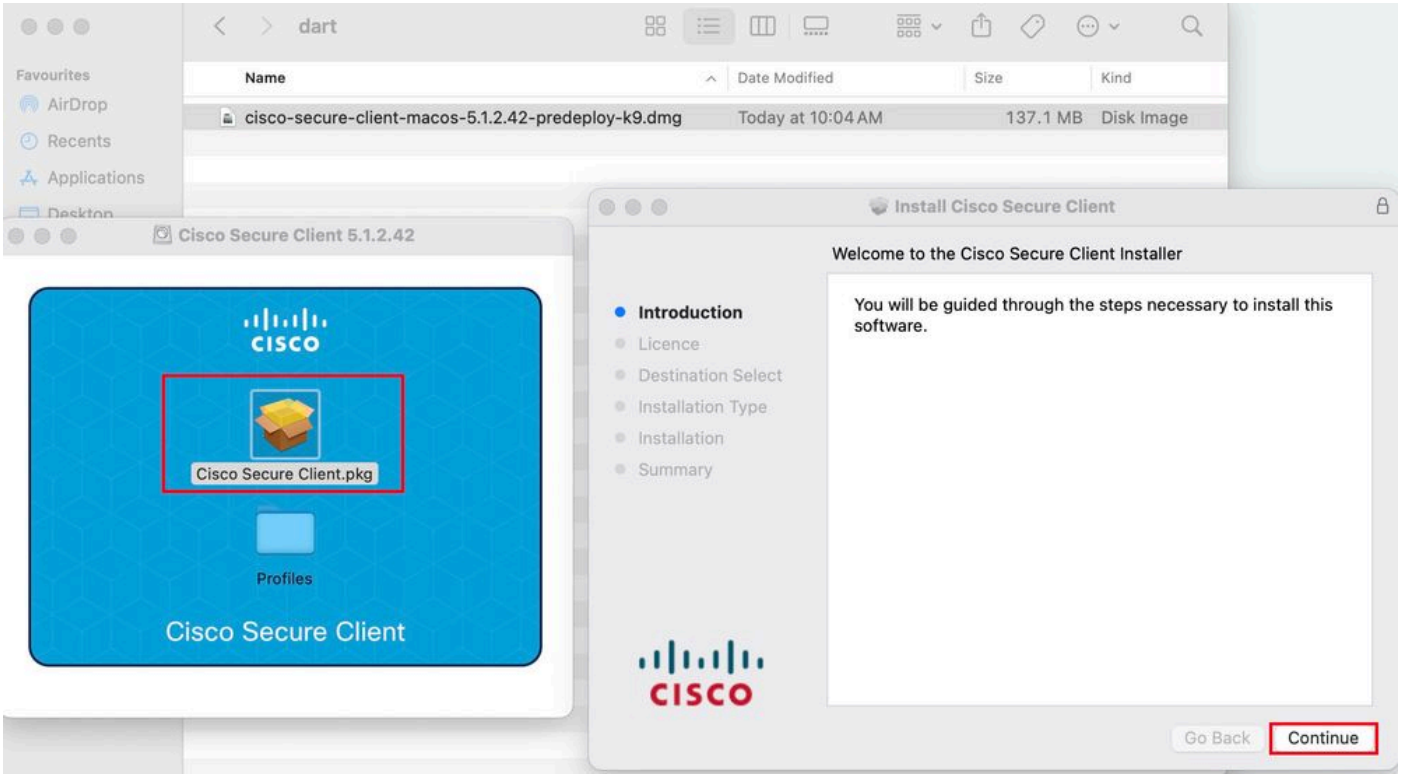 dart
Favourites
AirDrop
Recents
Applications
Desktop
Name
Date Modified
Size
Kind
cisco-secure-client-macos-5.1.2.42-predeploy-k9.dmg
Today at 10:04 AM
137.1 MB
Disk Image
Cisco Secure Client 5.1.2.42
CISCO
Cisco Secure Client.pkg
Profiles
Cisco Secure Client
Install Cisco Secure Client
Welcome to the Cisco Secure Client Installer
Introduction
Licence
Destination Select
Installation Type
Installation
Summary
You will be guided through the steps necessary to install this
software.
CISCO
Go Back
Continue